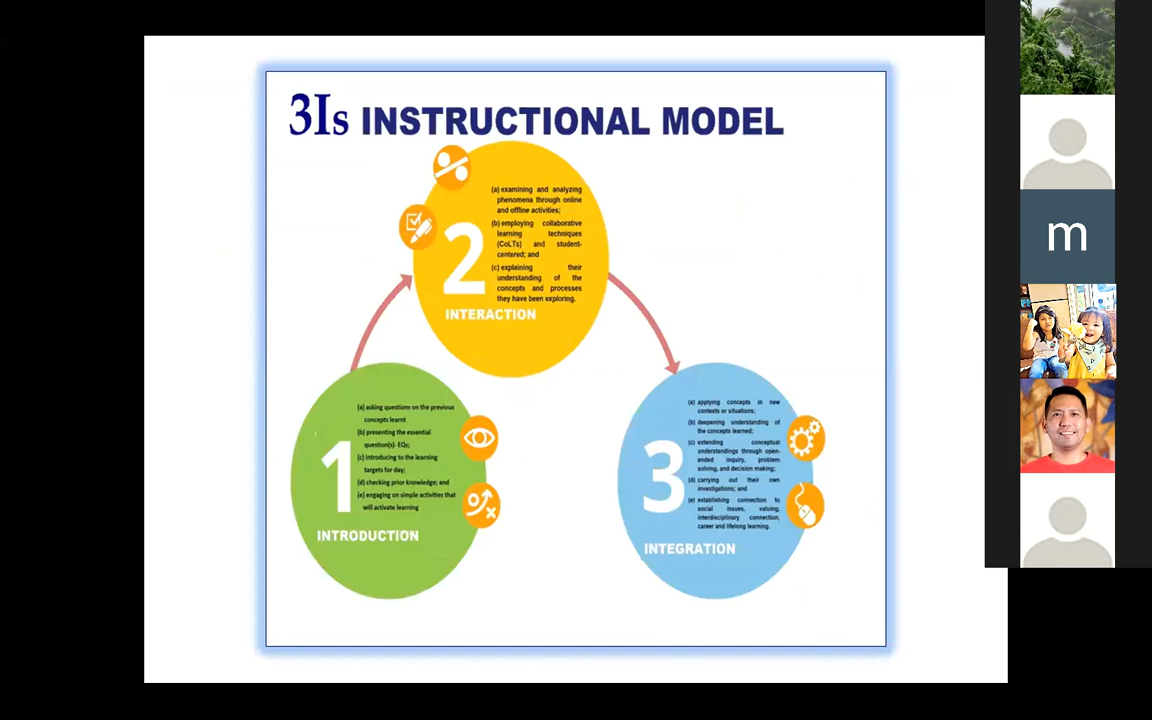 3Is INSTRUCTIONAL MODEL
(a) examining and analyzing
phenomena through online
and offline activities;
(b) employing collaborative
learning techniques
(CoLTs) and student-
centered; and
(c) explaining their
understanding of the
concepts and processes
they have been exploring.
2
INTERACTION
(a) asking questions on the previous
concepts learnt
(b) presenting the essential
question(s)- EQs;
(c) introducing to the learning
targets for day;
(d) checking prior knowledge; and
(e) engaging on simple activities that
will activate learning
1
INTRODUCTION
(a) applying concepts in new
contexts or situations;
(b) deepening understanding of
the concepts learned;
(c) extending conceptual
understandings through open-
ended inquiry, problem
solving, and decision making;
(d) carrying out their own
investigations; and
(e) establishing connection to
social issues, valuing,
interdisciplinary connection,
career and lifelong learning.
3
INTEGRATION
m